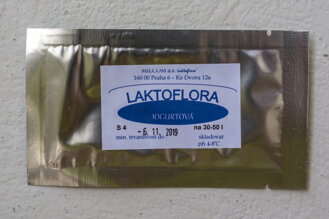 MILCOM a.s. laktoflora®
160 00 Praha 6 – Ke Dvoru 12a
LAKTOFLORA
JOGURTOVÁ
S 4 na 30-50 l
- 6. 11. 2019
min. trvanlivost do: skladovat
při 4-8°C